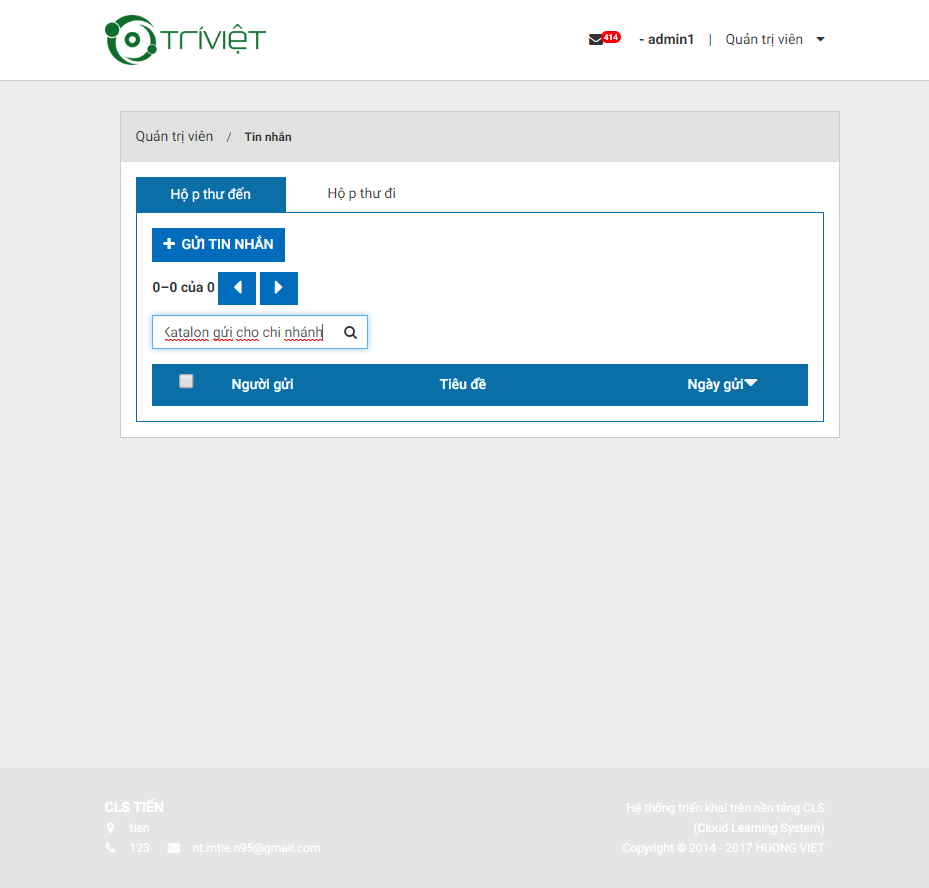 TRÍVIỆT
414
- admin1 | Quản trị viên
Quản trị viên / Tin nhắn
Hộp thư đến
Hộp thư đi
GỬI TIN NHẮN
0–0 của 0
Katalon gửi cho chi nhánh
Người gửi
Tiêu đề
Ngày gửi
CLS TIẾN
tien
123
nt.mtie.n95@gmail.com
Hệ thống triển khai trên nền tảng CLS
(Cloud Learning System)
Copyright © 2014 - 2017 HUONG VIET